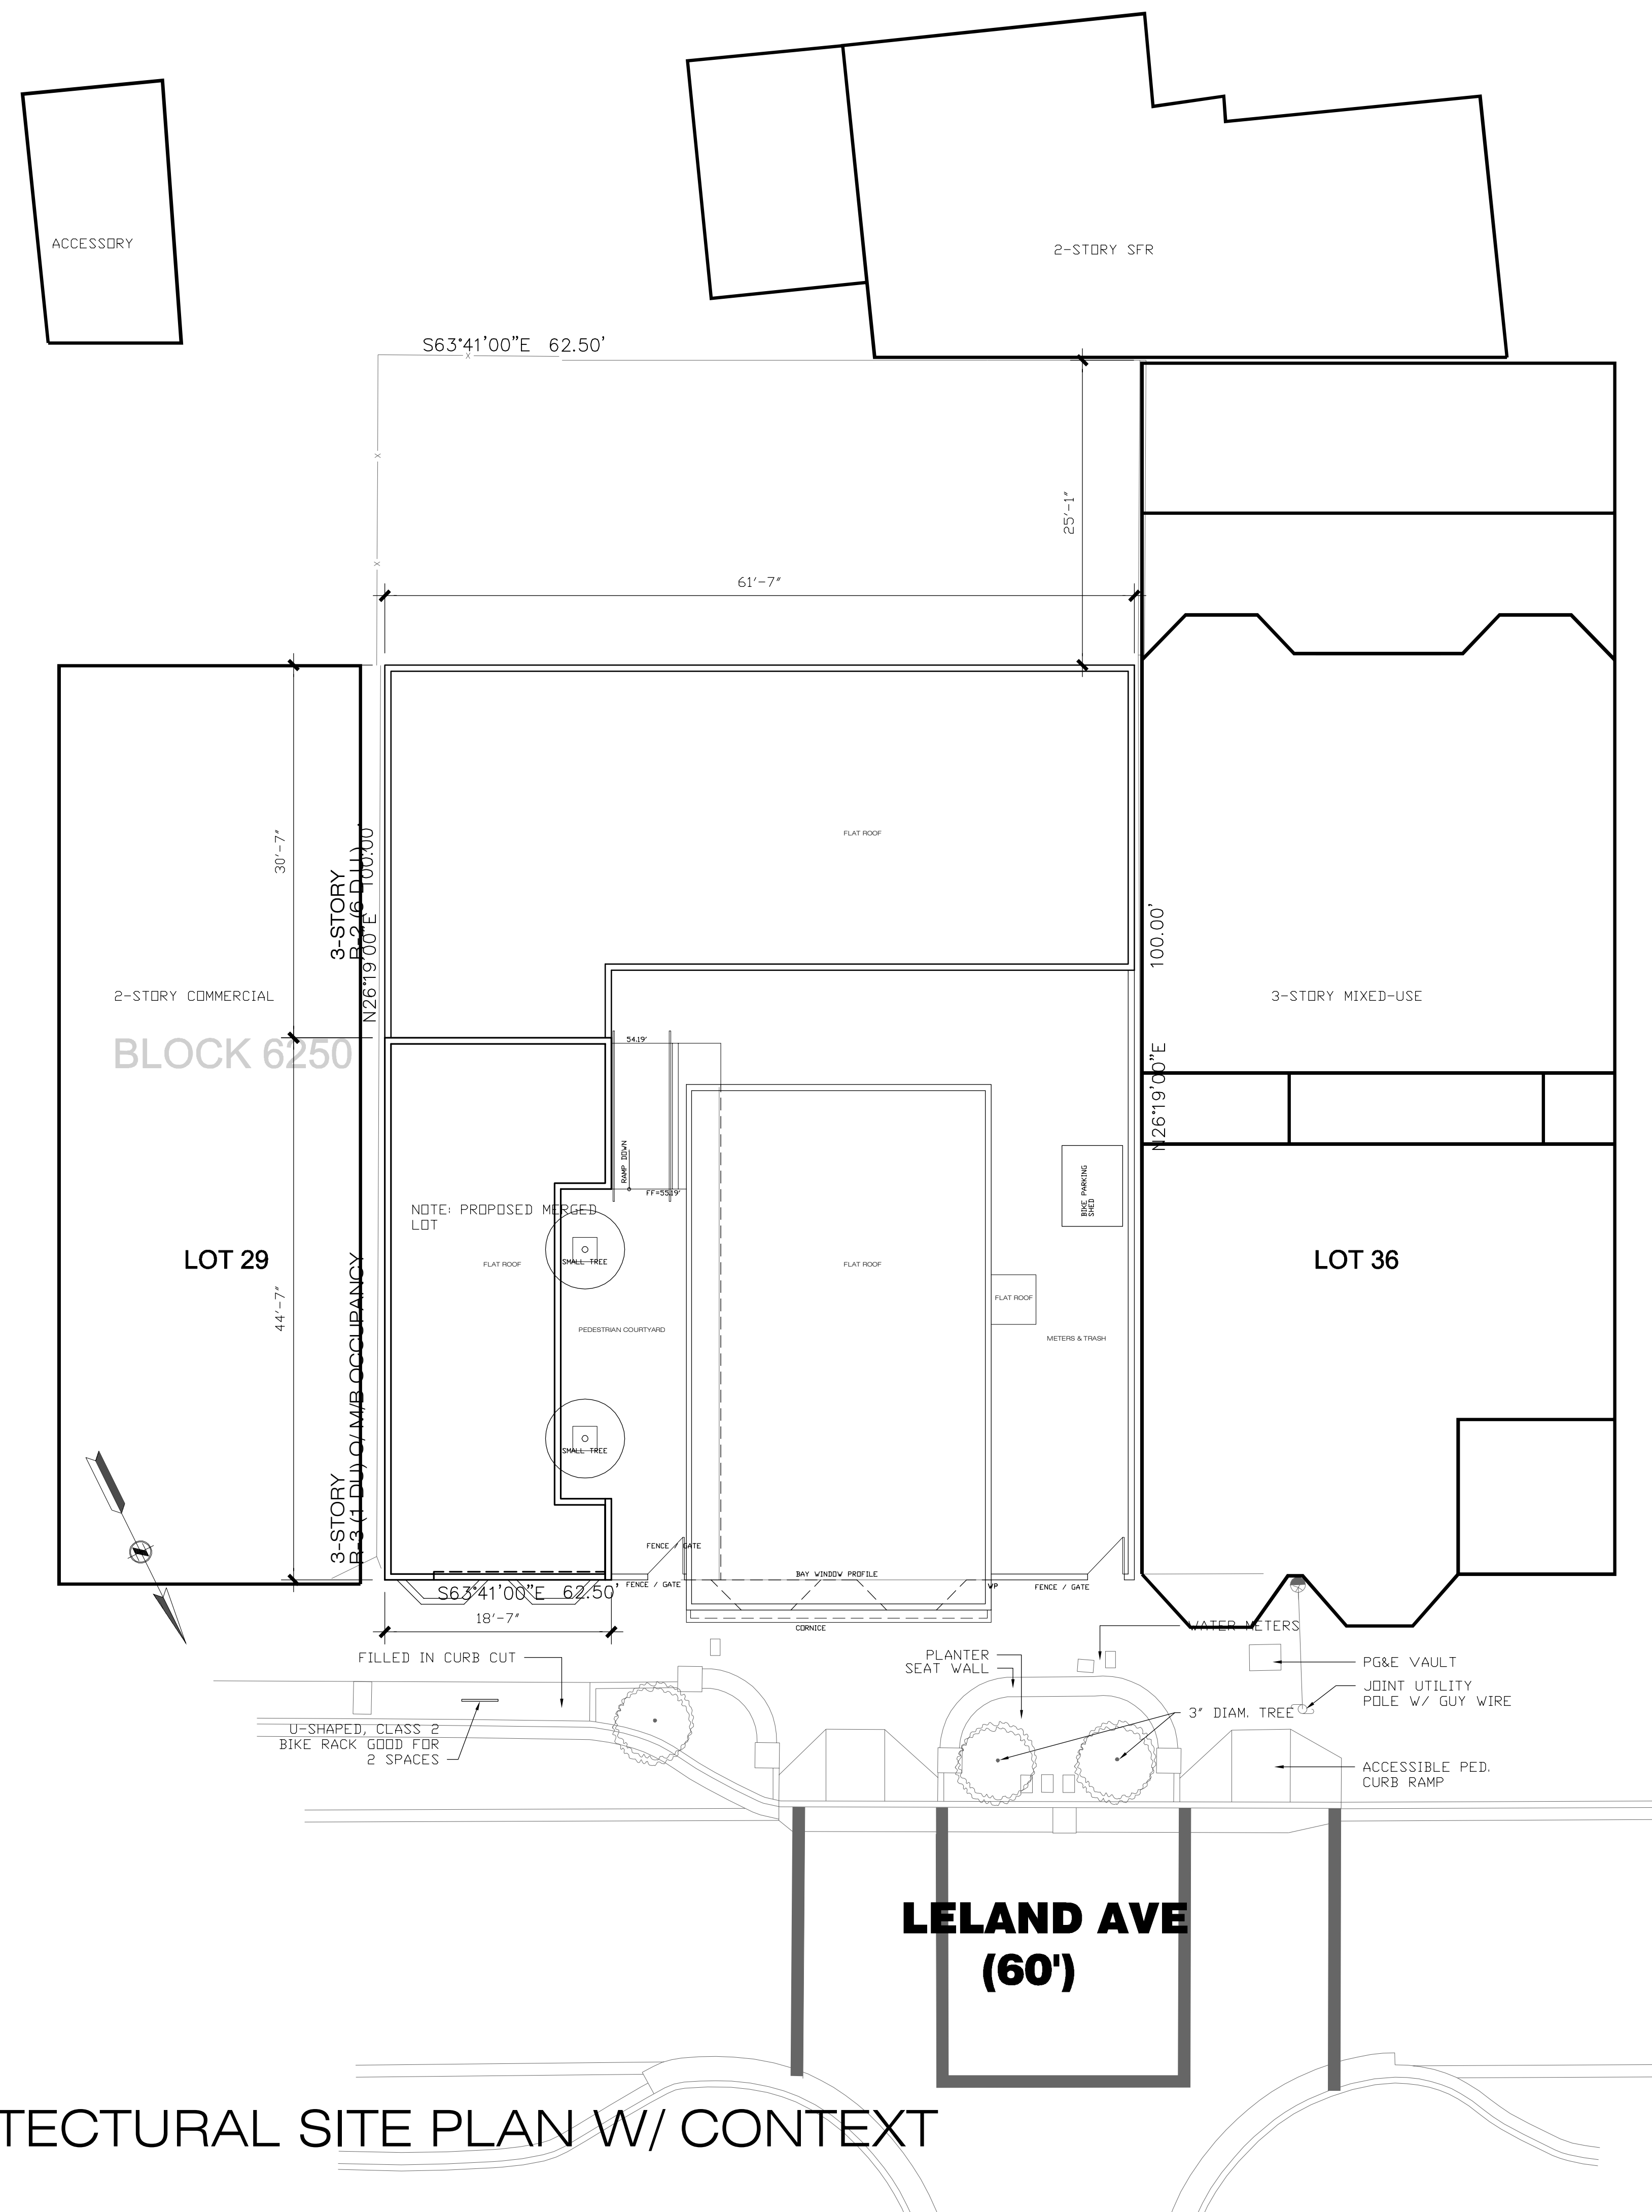 ACCESSORY
2-STORY SFR
S63°41'00"E 62.50'
25'-1"
61'-7"
FLAT ROOF
30'-7"
3-STORY
R-2 (6 D.U.)
N26°19'00"E 100.00'
100.00'
N26°19'00"E
2-STORY COMMERCIAL
3-STORY MIXED-USE
BLOCK 6250
54.19'
RAMP DOWN
FF=55.19'
BIKE PARKING
SHED
NOTE: PROPOSED MERGED
LOT
LOT 29
LOT 36
SMALL TREE
FLAT ROOF
FLAT ROOF
FLAT ROOF
44'-7"
PEDESTRIAN COURTYARD
METERS & TRASH
3-STORY
R-3 (1 DU) O/ M/B OCCUPANCY
SMALL TREE
FENCE / GATE
BAY WINDOW PROFILE
FENCE / GATE
WP
FENCE / GATE
S63°41'00"E 62.50'
18'-7"
CORNICE
WATER METERS
FILLED IN CURB CUT
PLANTER
SEAT WALL
PG&E VAULT
JOINT UTILITY
POLE W/ GUY WIRE
3" DIAM. TREE
U-SHAPED, CLASS 2
BIKE RACK GOOD FOR
2 SPACES
ACCESSIBLE PED.
CURB RAMP
LELAND AVE
(60')
TECTURAL SITE PLAN W/ CONTEXT